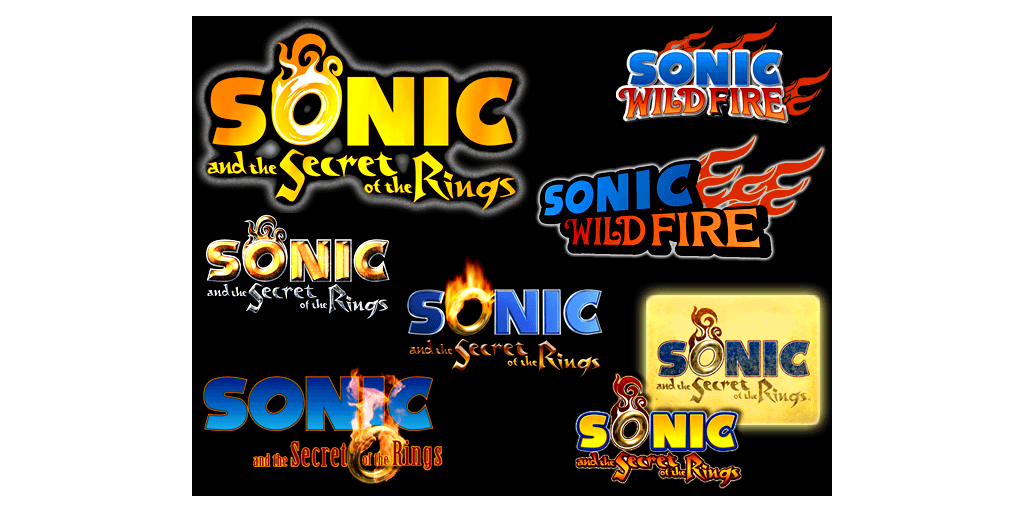 SONIC
and the Secret
of the Rings
SONIC
WILD FIRE
SONIC
WILD FIRE
SONIC
and the Secret
of the Rings
SONIC
and the Secret
of the Rings
SONIC
and the Secret
of the Rings
SONIC
and the Secret of the Rings
SONIC
and the Secret
of the Rings